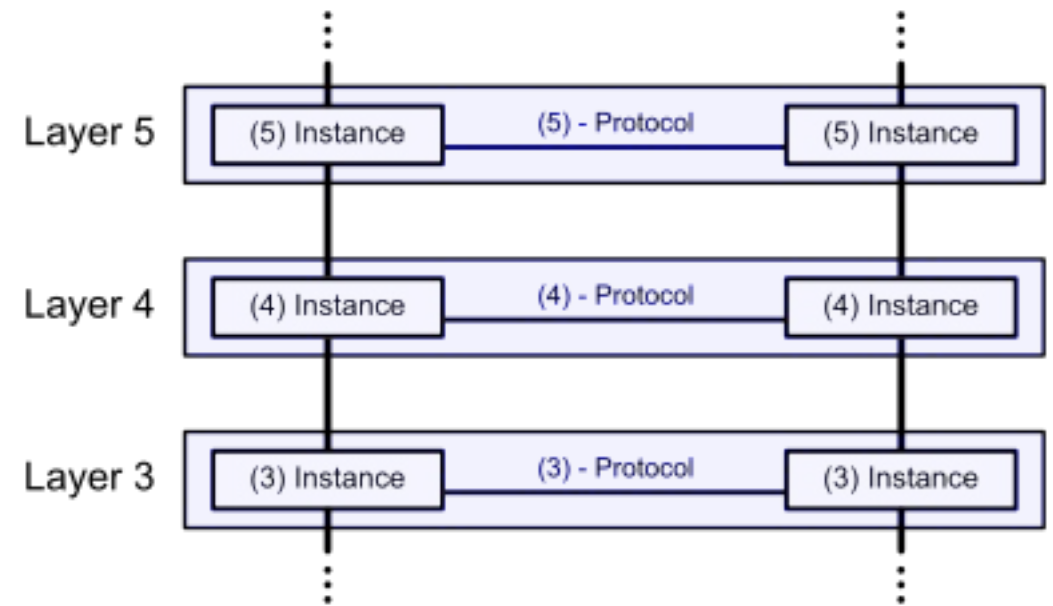 Layer 5
(5) Instance
(5) - Protocol
(5) Instance
Layer 4
(4) Instance
(4) - Protocol
(4) Instance
Layer 3
(3) Instance
(3) - Protocol
(3) Instance